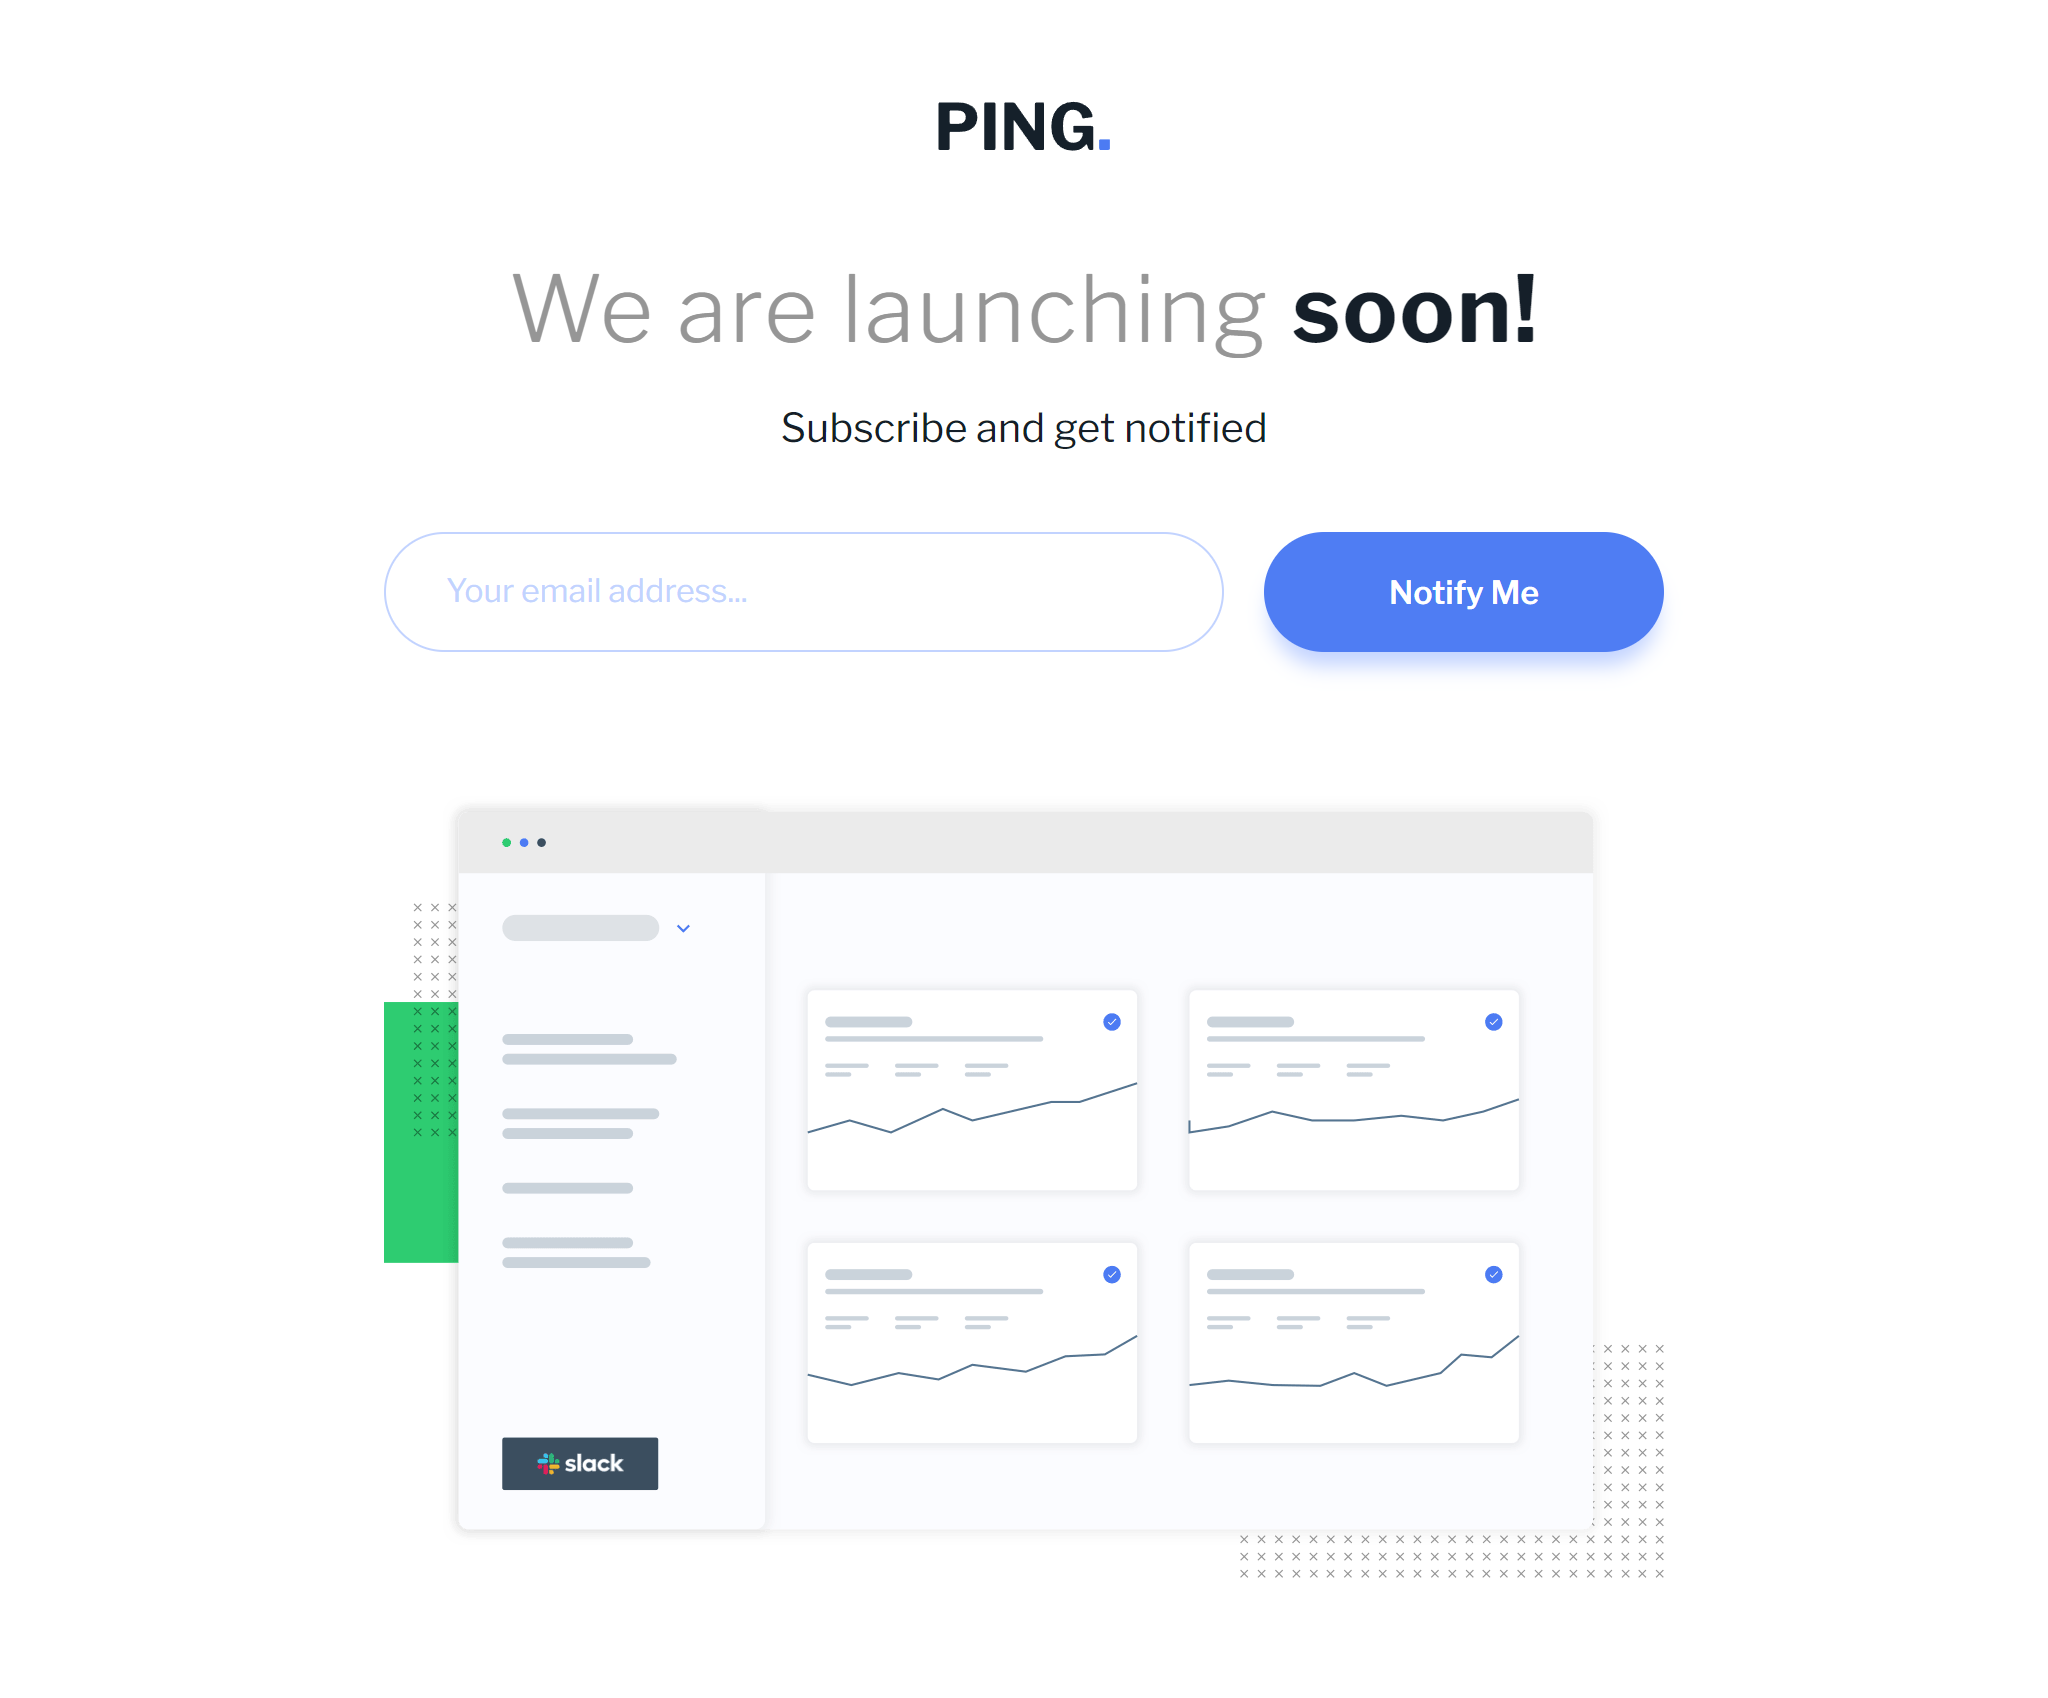 PING.
We are launching soon!
Subscribe and get notified
Your email address...
Notify Me
slack